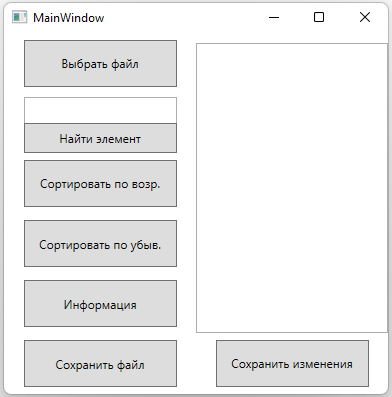 MainWindow
Выбрать файл
Найти элемент
Сортировать по возр.
Сортировать по убыв.
Информация
Сохранить файл
Сохранить изменения